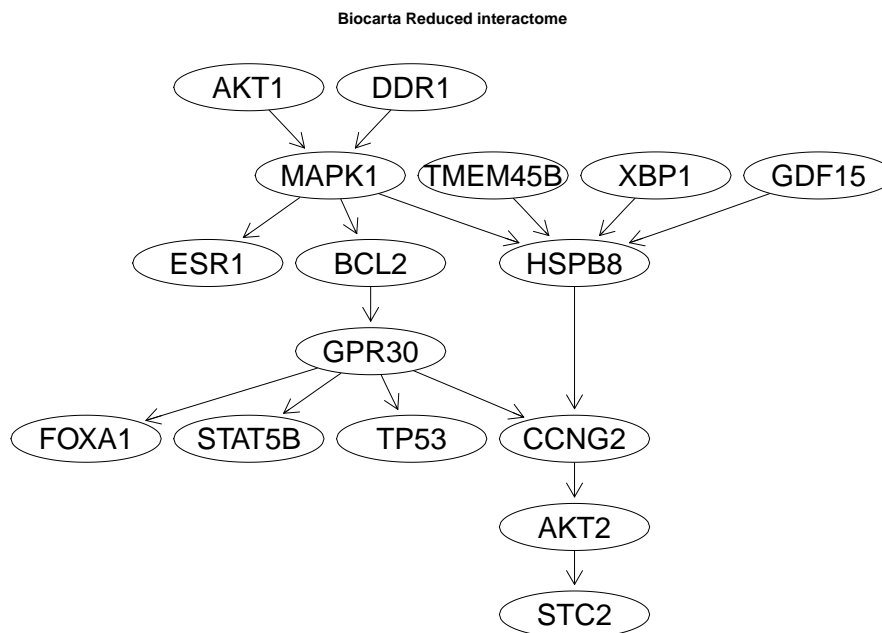 Biocarta Reduced interactome
AKT1 DDR1
MAPK1 TMEM45B XBP1 GDF15
ESR1 BCL2 HSPB8
GPR30
FOXA1 STAT5B TP53 CCNG2
AKT2
STC2